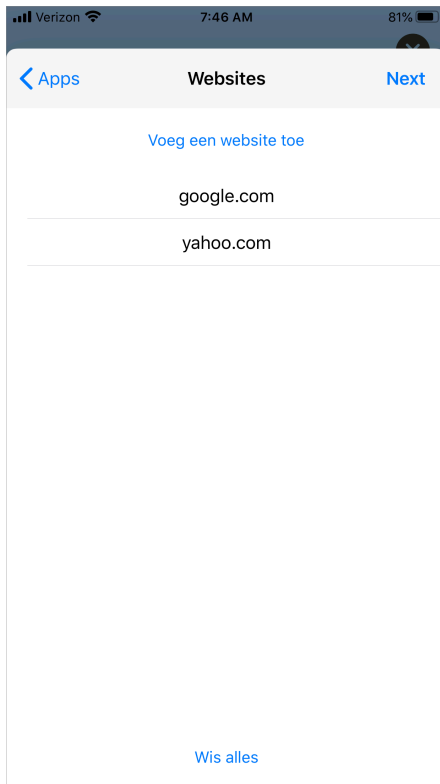 Verizon 7:46 AM 81%
Apps Websites Next
Voeg een website toe
google.com
yahoo.com
Wis alles